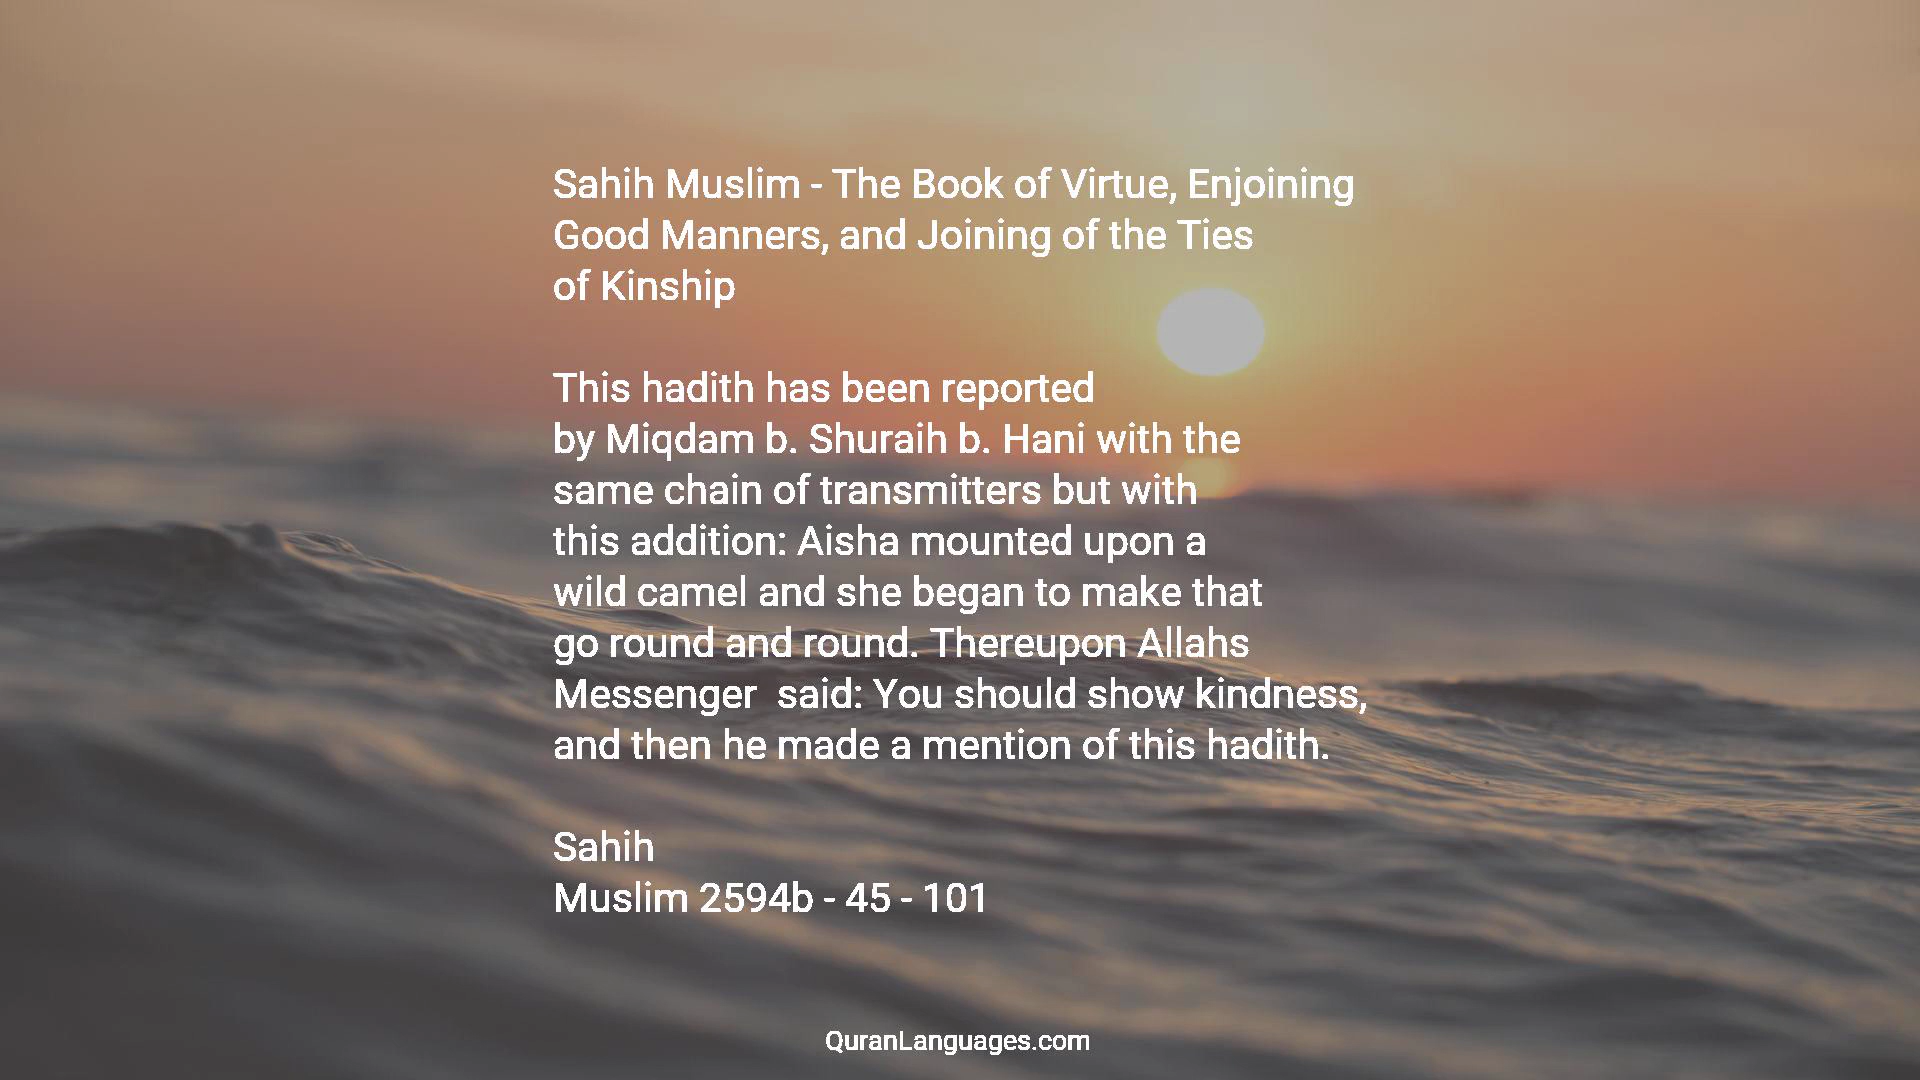 Sahih Muslim - The Book of Virtue, Enjoining
Good Manners, and Joining of the Ties
of Kinship
This hadith has been reported
by Miqdam b. Shuraih b. Hani with the
same chain of transmitters but with
this addition: Aisha mounted upon a
wild camel and she began to make that
go round and round. Thereupon Allahs
Messenger  said: You should show kindness,
and then he made a mention of this hadith.
Sahih
Muslim 2594b - 45 - 101
QuranLanguages.com